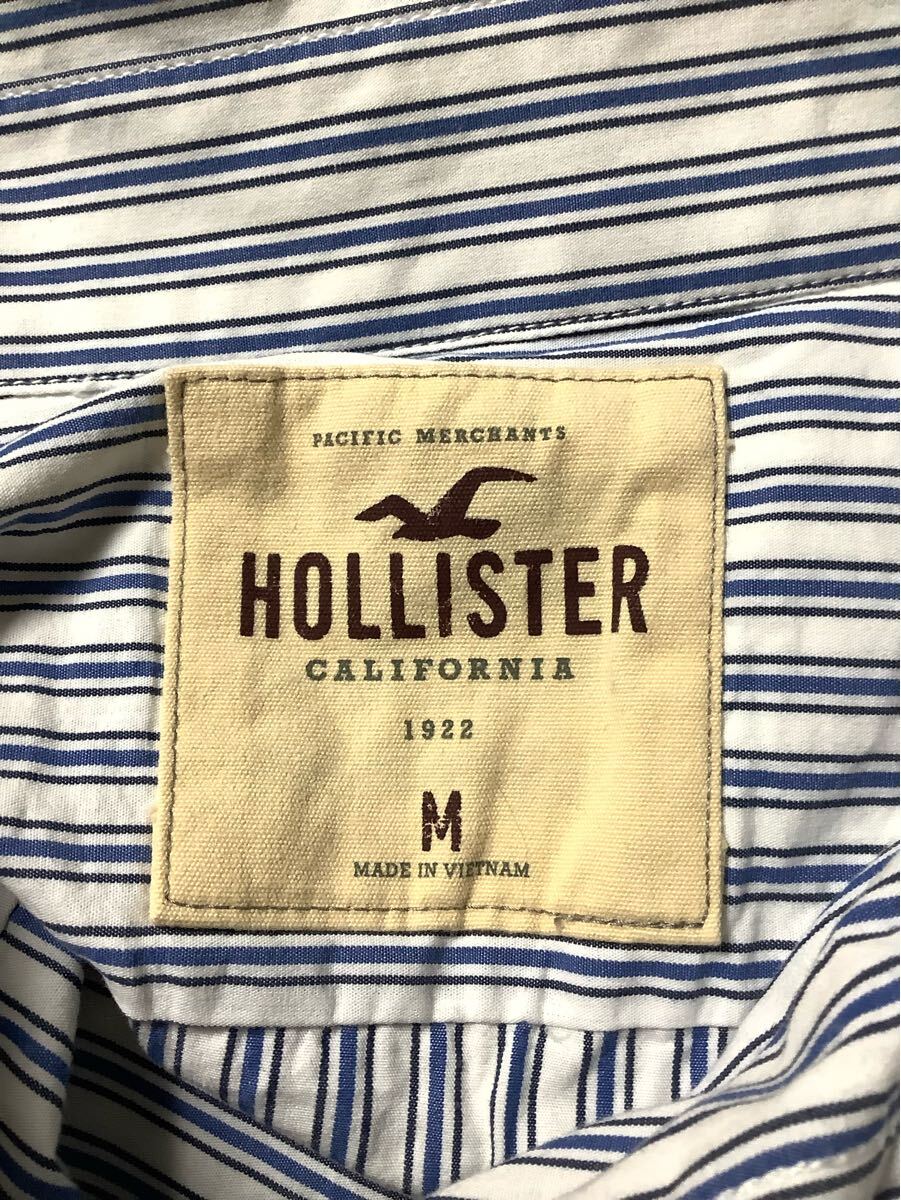 PACIFIC MERCHANTS
HOLLISTER
CALIFORNIA
1922
M
MADE IN VIETNAM